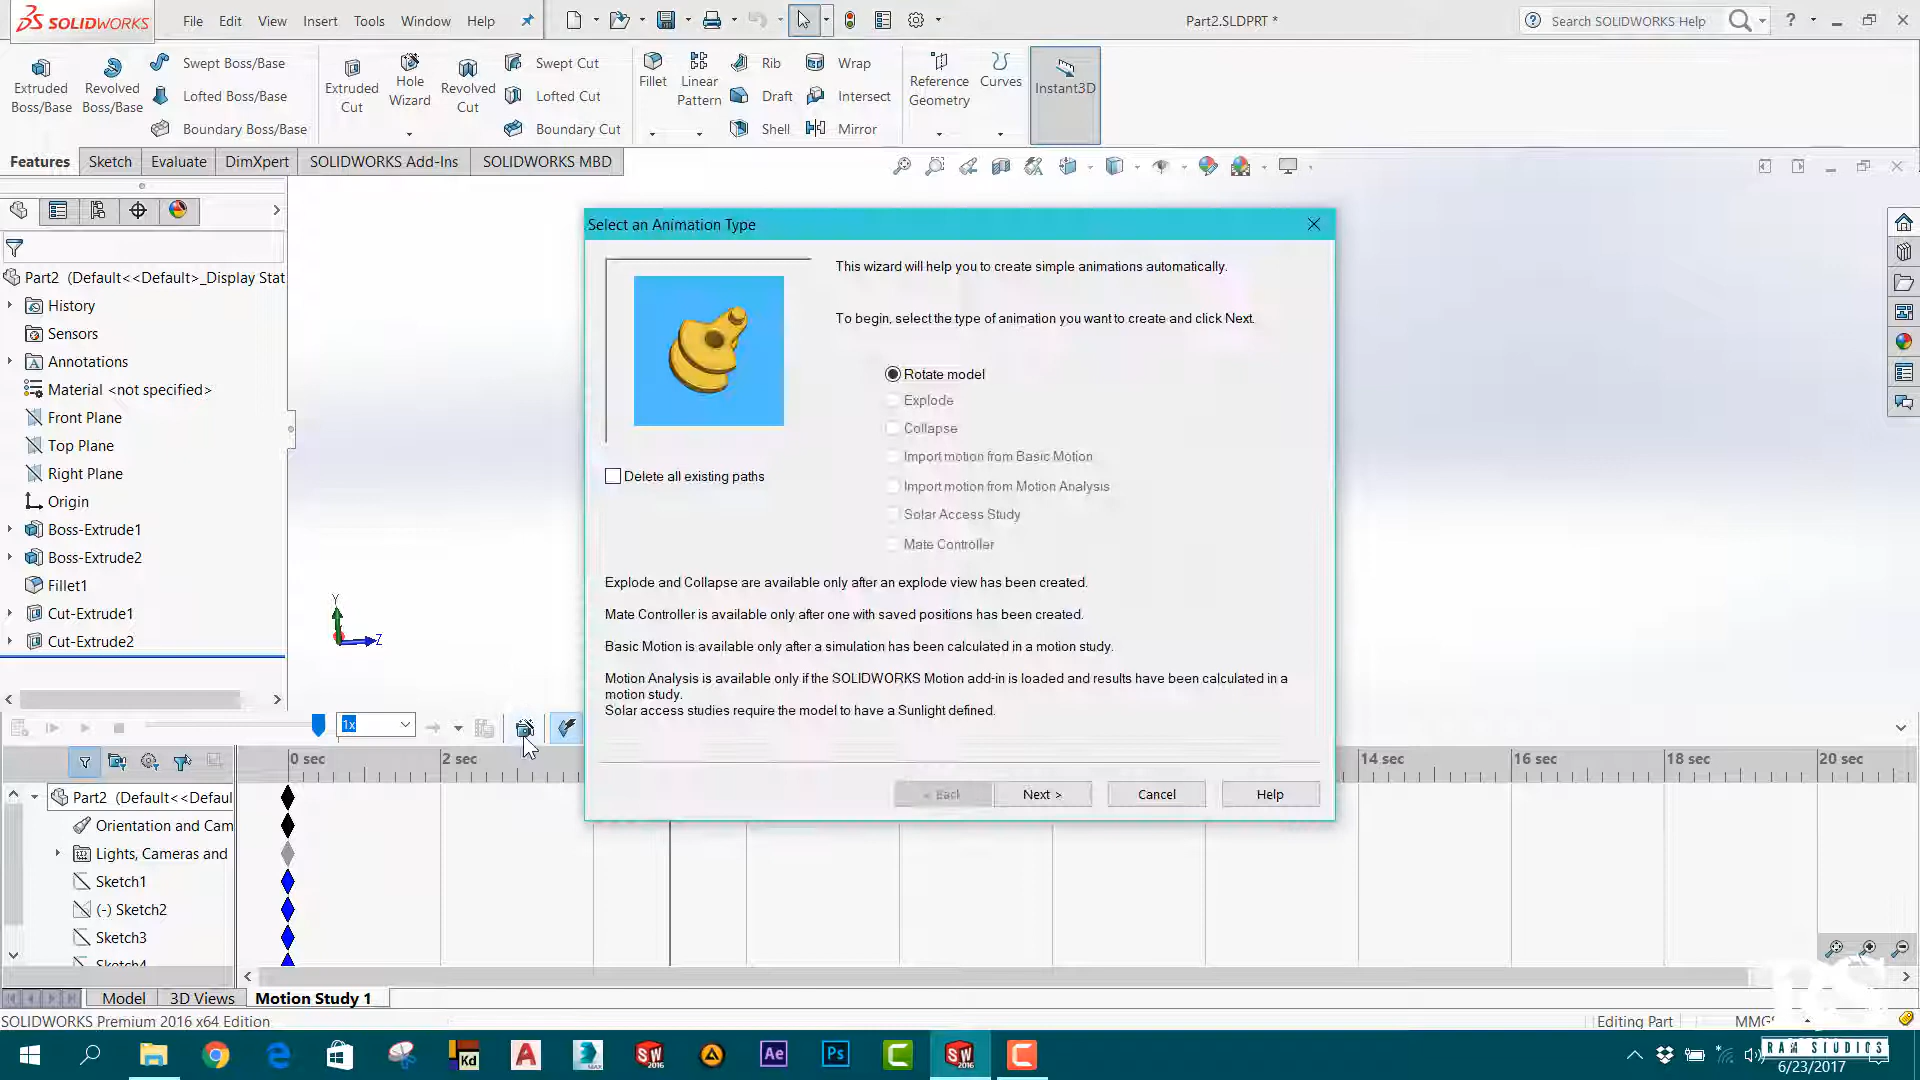 SOLIDWORKS File Edit View Insert Tools Window Help Part2.SLDPRT * Search SOLIDWORKS Help ?
Extruded Boss/Base
Revolved Boss/Base
Swept Boss/Base
Lofted Boss/Base
Boundary Boss/Base
Extruded Cut
Hole Wizard
Revolved Cut
Swept Cut
Lofted Cut
Boundary Cut
Fillet
Linear Pattern
Rib
Draft
Shell
Wrap
Intersect
Mirror
Reference Geometry
Curves
Instant3D
Features Sketch Evaluate DimXpert SOLIDWORKS Add-Ins SOLIDWORKS MBD
Part2 (Default<<Default>_Display Stat
History
Sensors
Annotations
Material <not specified>
Front Plane
Top Plane
Right Plane
Origin
Boss-Extrude1
Boss-Extrude2
Fillet1
Cut-Extrude1
Cut-Extrude2
Y
Z
Select an Animation Type
This wizard will help you to create simple animations automatically.
To begin, select the type of animation you want to create and click Next.
Rotate model
Explode
Collapse
Import motion from Basic Motion
Import motion from Motion Analysis
Solar Access Study
Mate Controller
Delete all existing paths
Explode and Collapse are available only after an explode view has been created.
Mate Controller is available only after one with saved positions has been created.
Basic Motion is available only after a simulation has been calculated in a motion study.
Motion Analysis is available only if the SOLIDWORKS Motion add-in is loaded and results have been calculated in a
motion study.
Solar access studies require the model to have a Sunlight defined.
< Back Next > Cancel Help
1x
0 sec 2 sec 14 sec 16 sec 18 sec 20 sec
Part2 (Default<<Defaul
Orientation and Cam
Lights, Cameras and
Sketch1
(-) Sketch2
Sketch3
Sketch4
Model 3D Views Motion Study 1
SOLIDWORKS Premium 2016 x64 Edition Editing Part MMGS
Kd A MAX SW 2016 Ae Ps C SW 2016 C
RAM STUDIOS
6/23/2017